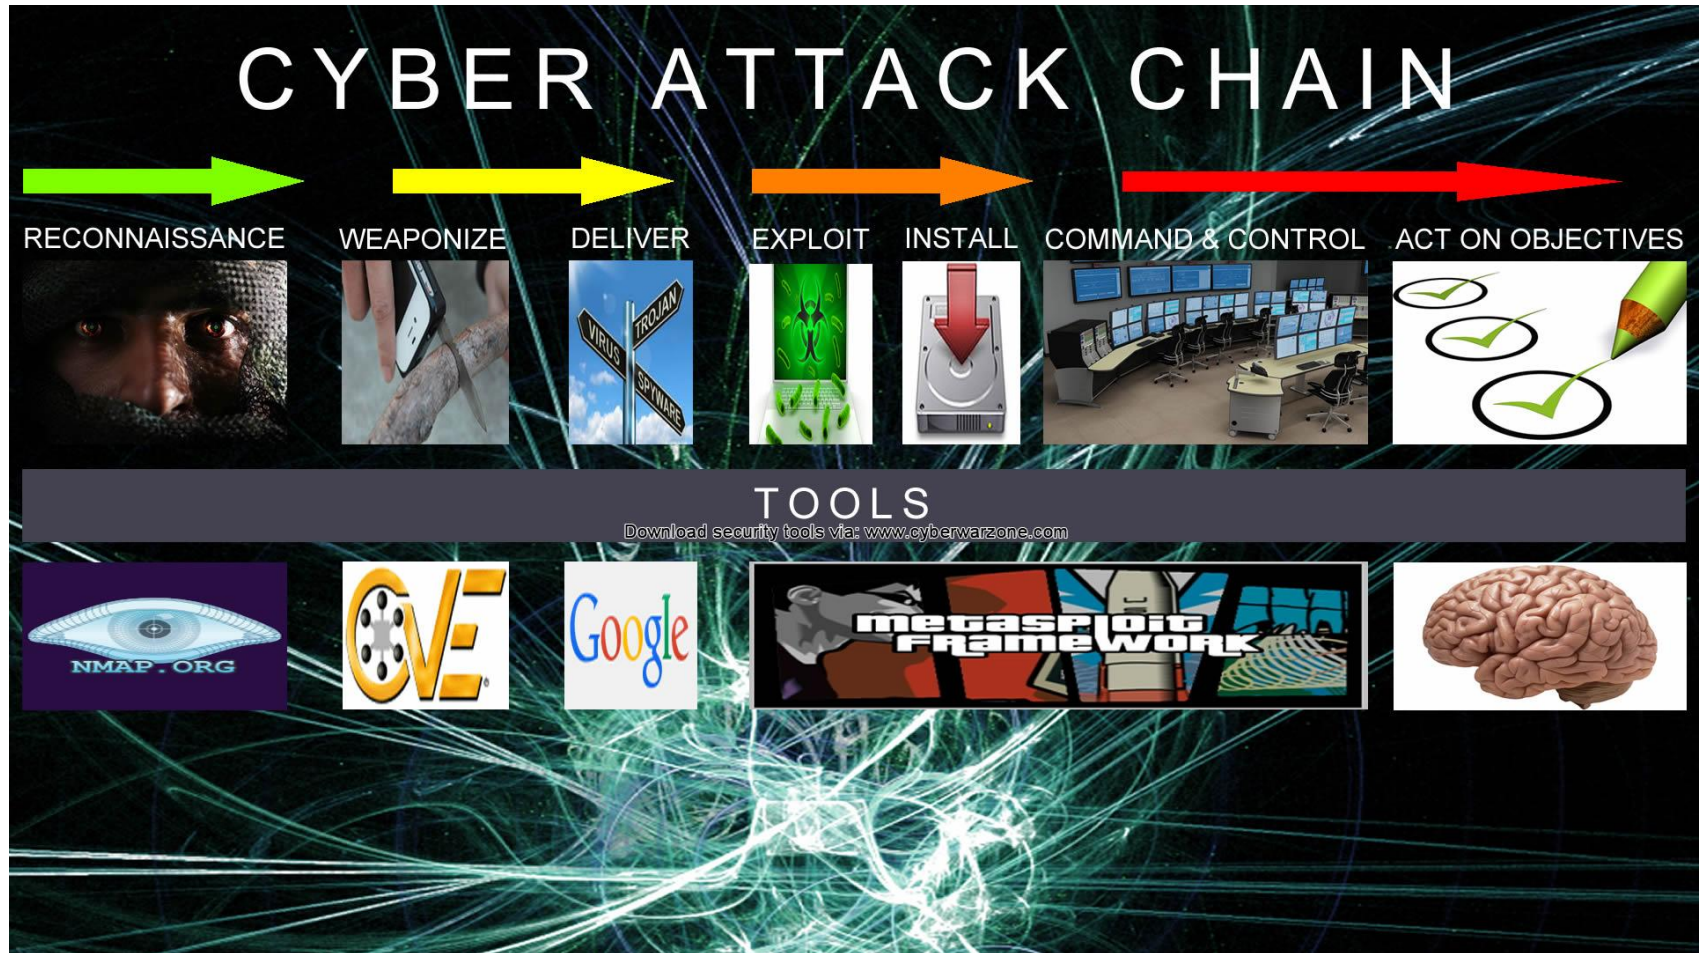 CYBER ATTACK CHAIN
RECONNAISSANCE WEAPONIZE DELIVER EXPLOIT INSTALL COMMAND & CONTROL ACT ON OBJECTIVES
TROJAN
VIRUS
SPYWARE
TOOLS
Download security tools via: www.cyberwarzone.com
NMAP.ORG
CVE
Google
metasploit
FRameWORK